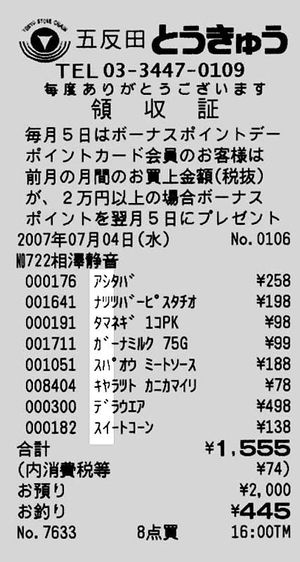 TOKYU STORE CHAIN
五反田 とうきゅう
TEL 03-3447-0109
毎度ありがとうございます
領収証
毎月5日はボーナスポイントデー
ポイントカード会員のお客様は
前月の月間のお買上金額(税抜)
が、2万円以上の場合ボーナス
ポイントを翌月5日にプレゼント
2007年07月04日(水) No.0106
№722相澤静音
000176 アシタバ ¥258
001641 ナッツバーピスタチオ ¥198
000191 タマネギ 1コPK ¥98
001711 ガーナミルク 75G ¥99
001051 スパオウ ミートソース ¥188
008404 キャラット カニカマイリ ¥78
000300 デラウエア ¥498
000182 スイートコーン ¥138
合計 ¥1,555
(内消費税等 ¥74)
お預り ¥2,000
お釣り ¥445
No.7633 8点買 16:00TM